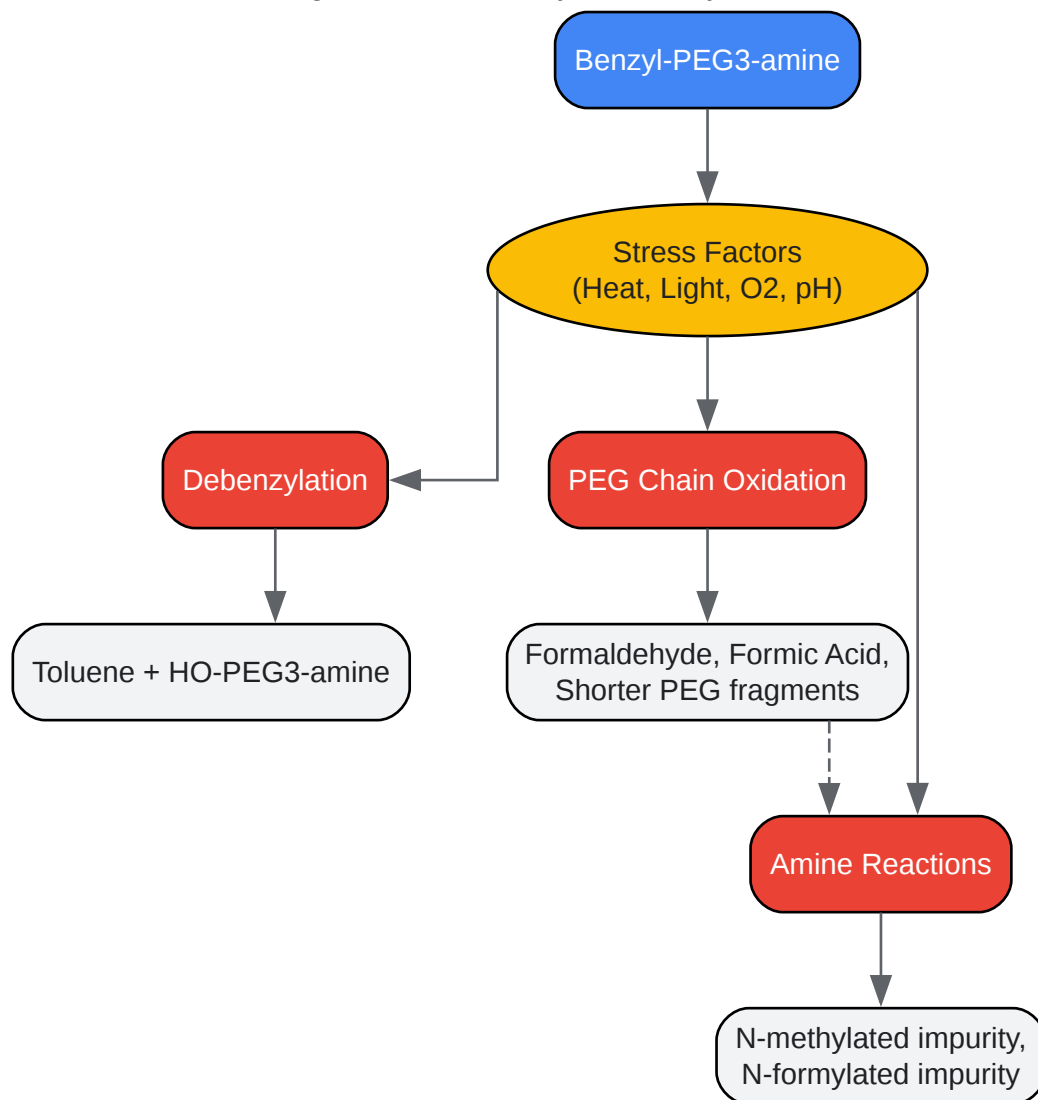 Benzyl-PEG3-amine
Stress Factors
(Heat, Light, O2, pH)
Debenzylation
PEG Chain Oxidation
Toluene + HO-PEG3-amine
Formaldehyde, Formic Acid,
Shorter PEG fragments
Amine Reactions
N-methylated impurity,
N-formylated impurity